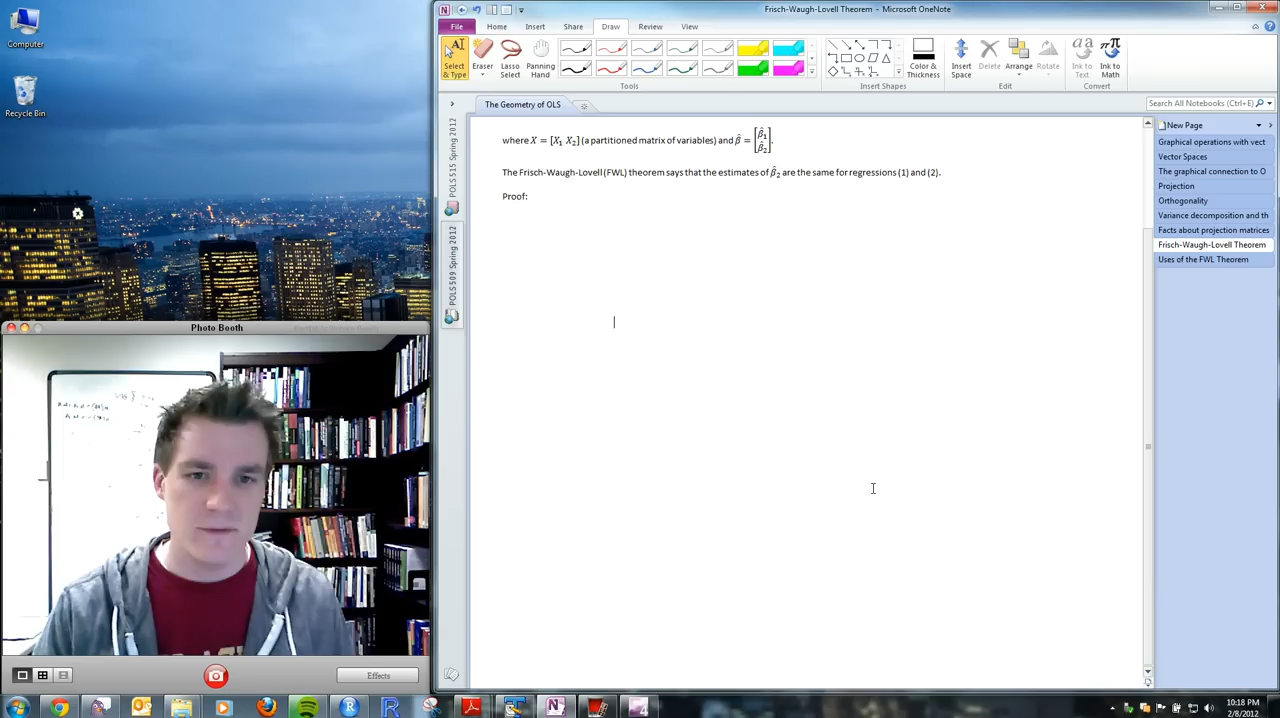 Frisch-Waugh-Lovell Theorem – Microsoft OneNote
File Home Insert Share Draw Review View
Select & Type
Eraser
Lasso Select
Panning Hand
Color & Thickness
Insert Space
Delete
Arrange
Rotate
Ink to Text
Ink to Math
Tools
Insert Shapes
Edit
Convert
The Geometry of OLS
Search All Notebooks (Ctrl+E)
Computer
Recycle Bin
POLS 515 Spring 2012
POLS 509 Spring 2012
where X = [X₁ X₂] (a partitioned matrix of variables) and β̂ = [β̂₁ β̂₂].
The Frisch-Waugh-Lovell (FWL) theorem says that the estimates of β̂₂ are the same for regressions (1) and (2).
Proof:
New Page
Graphical operations with vect
Vector Spaces
The graphical connection to O
Projection
Orthogonality
Variance decomposition and th
Facts about projection matrices
Frisch-Waugh-Lovell Theorem
Uses of the FWL Theorem
Photo Booth
Effects
10:18 PM
2/8/2012